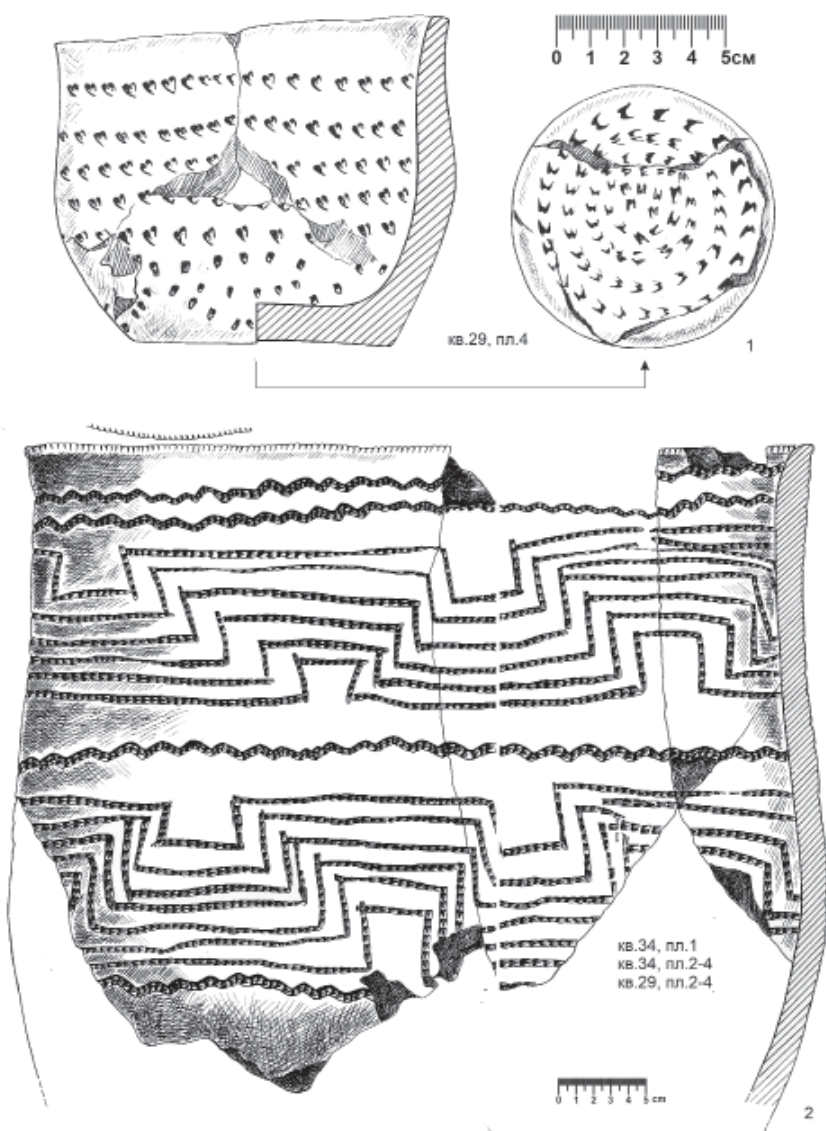 0 1 2 3 4 5см
кв.29, пл.4
1
кв.34, пл.1
кв.34, пл.2-4
кв.29, пл.2-4
0 1 2 3 4 5 cm
2